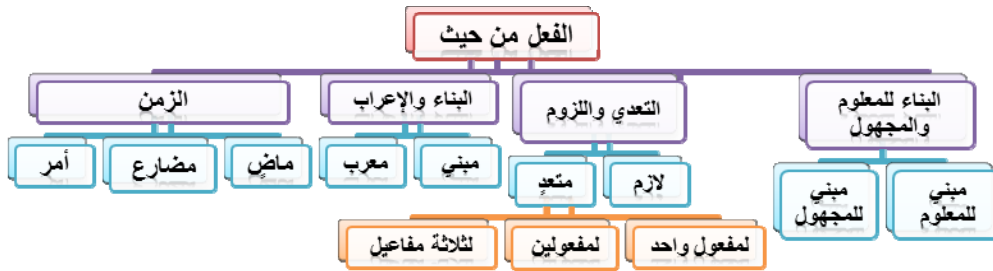 الفعل من حيث
البناء للمعلوم
والمجهول
التعدي واللزوم
البناء والإعراب
الزمن
مبني
للمعلوم
مبني
للمجهول
لازم
متعدٍ
مبني
معرب
ماضٍ
مضارع
أمر
لمفعول واحد
لمفعولين
لثلاثة مفاعيل